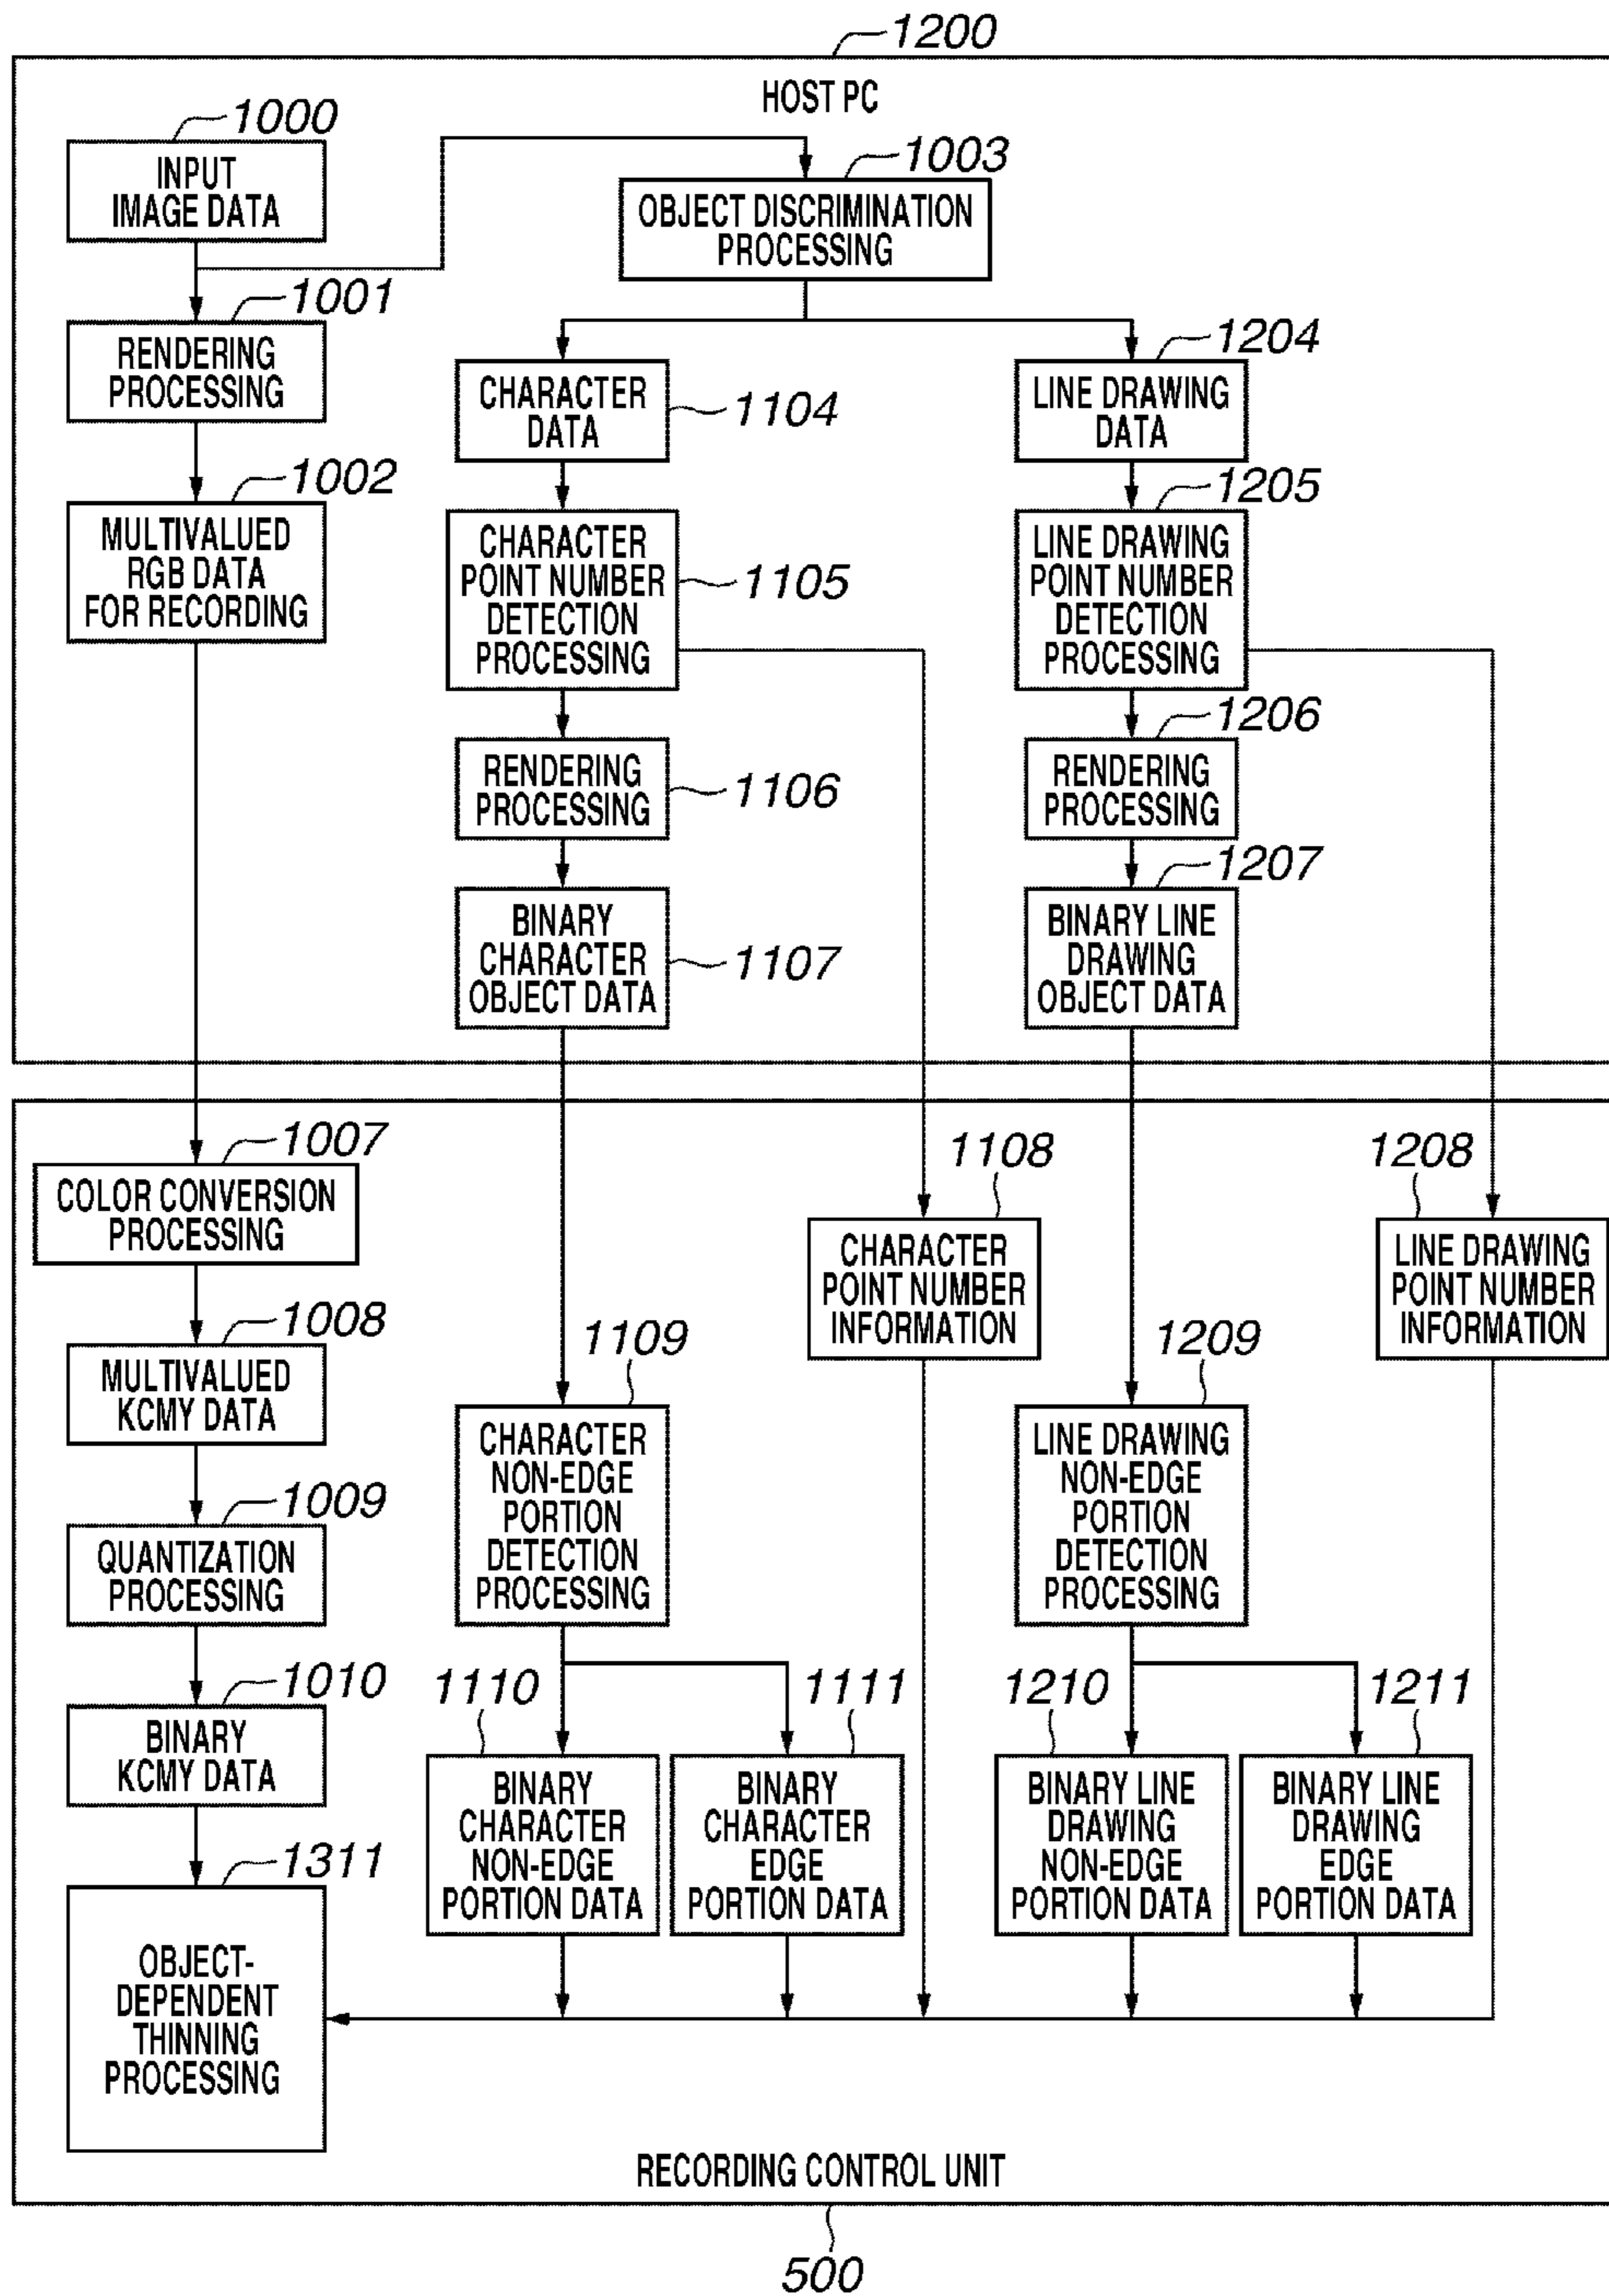 1200
HOST PC
1000
INPUT
IMAGE DATA
1003
OBJECT DISCRIMINATION
PROCESSING
1001
RENDERING
PROCESSING
1204
CHARACTER
DATA
1104
LINE DRAWING
DATA
1002
MULTIVALUED
RGB DATA
FOR RECORDING
1205
CHARACTER
POINT NUMBER
DETECTION
PROCESSING
1105
LINE DRAWING
POINT NUMBER
DETECTION
PROCESSING
1206
RENDERING
PROCESSING
1106
RENDERING
PROCESSING
1207
BINARY
CHARACTER
OBJECT DATA
1107
BINARY LINE
DRAWING
OBJECT DATA
1007
COLOR CONVERSION
PROCESSING
1108
CHARACTER
POINT NUMBER
INFORMATION
1208
LINE DRAWING
POINT NUMBER
INFORMATION
1008
MULTIVALUED
KCMY DATA
1109
CHARACTER
NON-EDGE
PORTION
DETECTION
PROCESSING
1209
LINE DRAWING
NON-EDGE
PORTION
DETECTION
PROCESSING
1009
QUANTIZATION
PROCESSING
1010
BINARY
KCMY DATA
1110
BINARY
CHARACTER
NON-EDGE
PORTION DATA
1111
BINARY
CHARACTER
EDGE
PORTION DATA
1210
BINARY LINE
DRAWING
NON-EDGE
PORTION DATA
1211
BINARY LINE
DRAWING
EDGE
PORTION DATA
1311
OBJECT-
DEPENDENT
THINNING
PROCESSING
RECORDING CONTROL UNIT
500